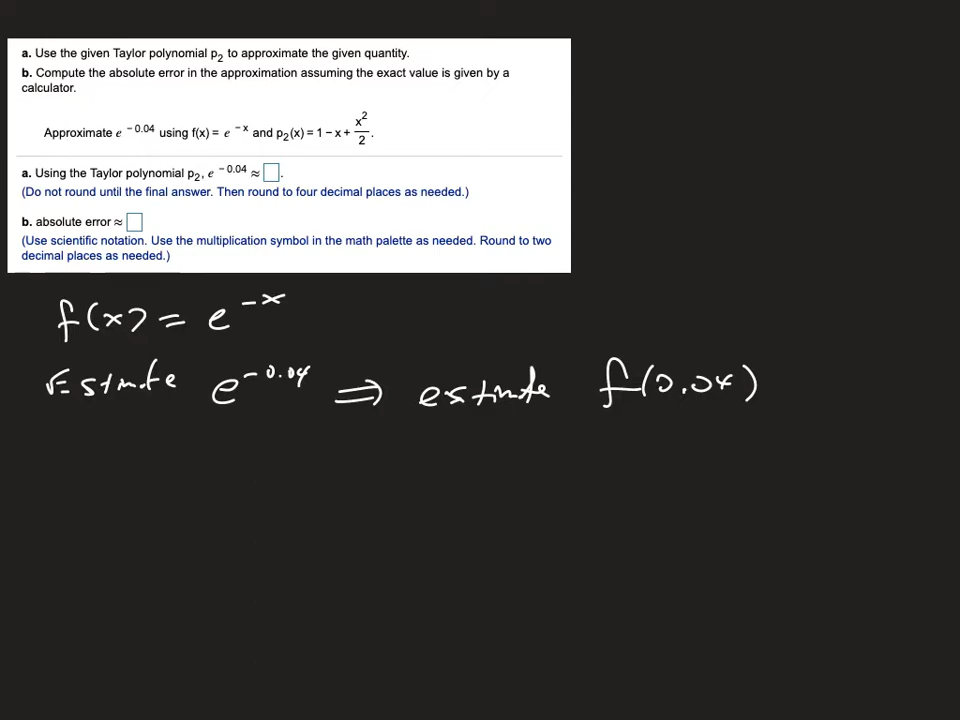 a. Use the given Taylor polynomial p₂ to approximate the given quantity.
b. Compute the absolute error in the approximation assuming the exact value is given by a
calculator.
Approximate e^(-0.04) using f(x) = e^(-x) and p₂(x) = 1 - x + x²/2.
a. Using the Taylor polynomial p₂, e^(-0.04) ≈ □.
(Do not round until the final answer. Then round to four decimal places as needed.)
b. absolute error ≈ □
(Use scientific notation. Use the multiplication symbol in the math palette as needed. Round to two
decimal places as needed.)
f(x) = e^(-x)
Estimate e^(-0.04) ⇒ estimate f(0.04)